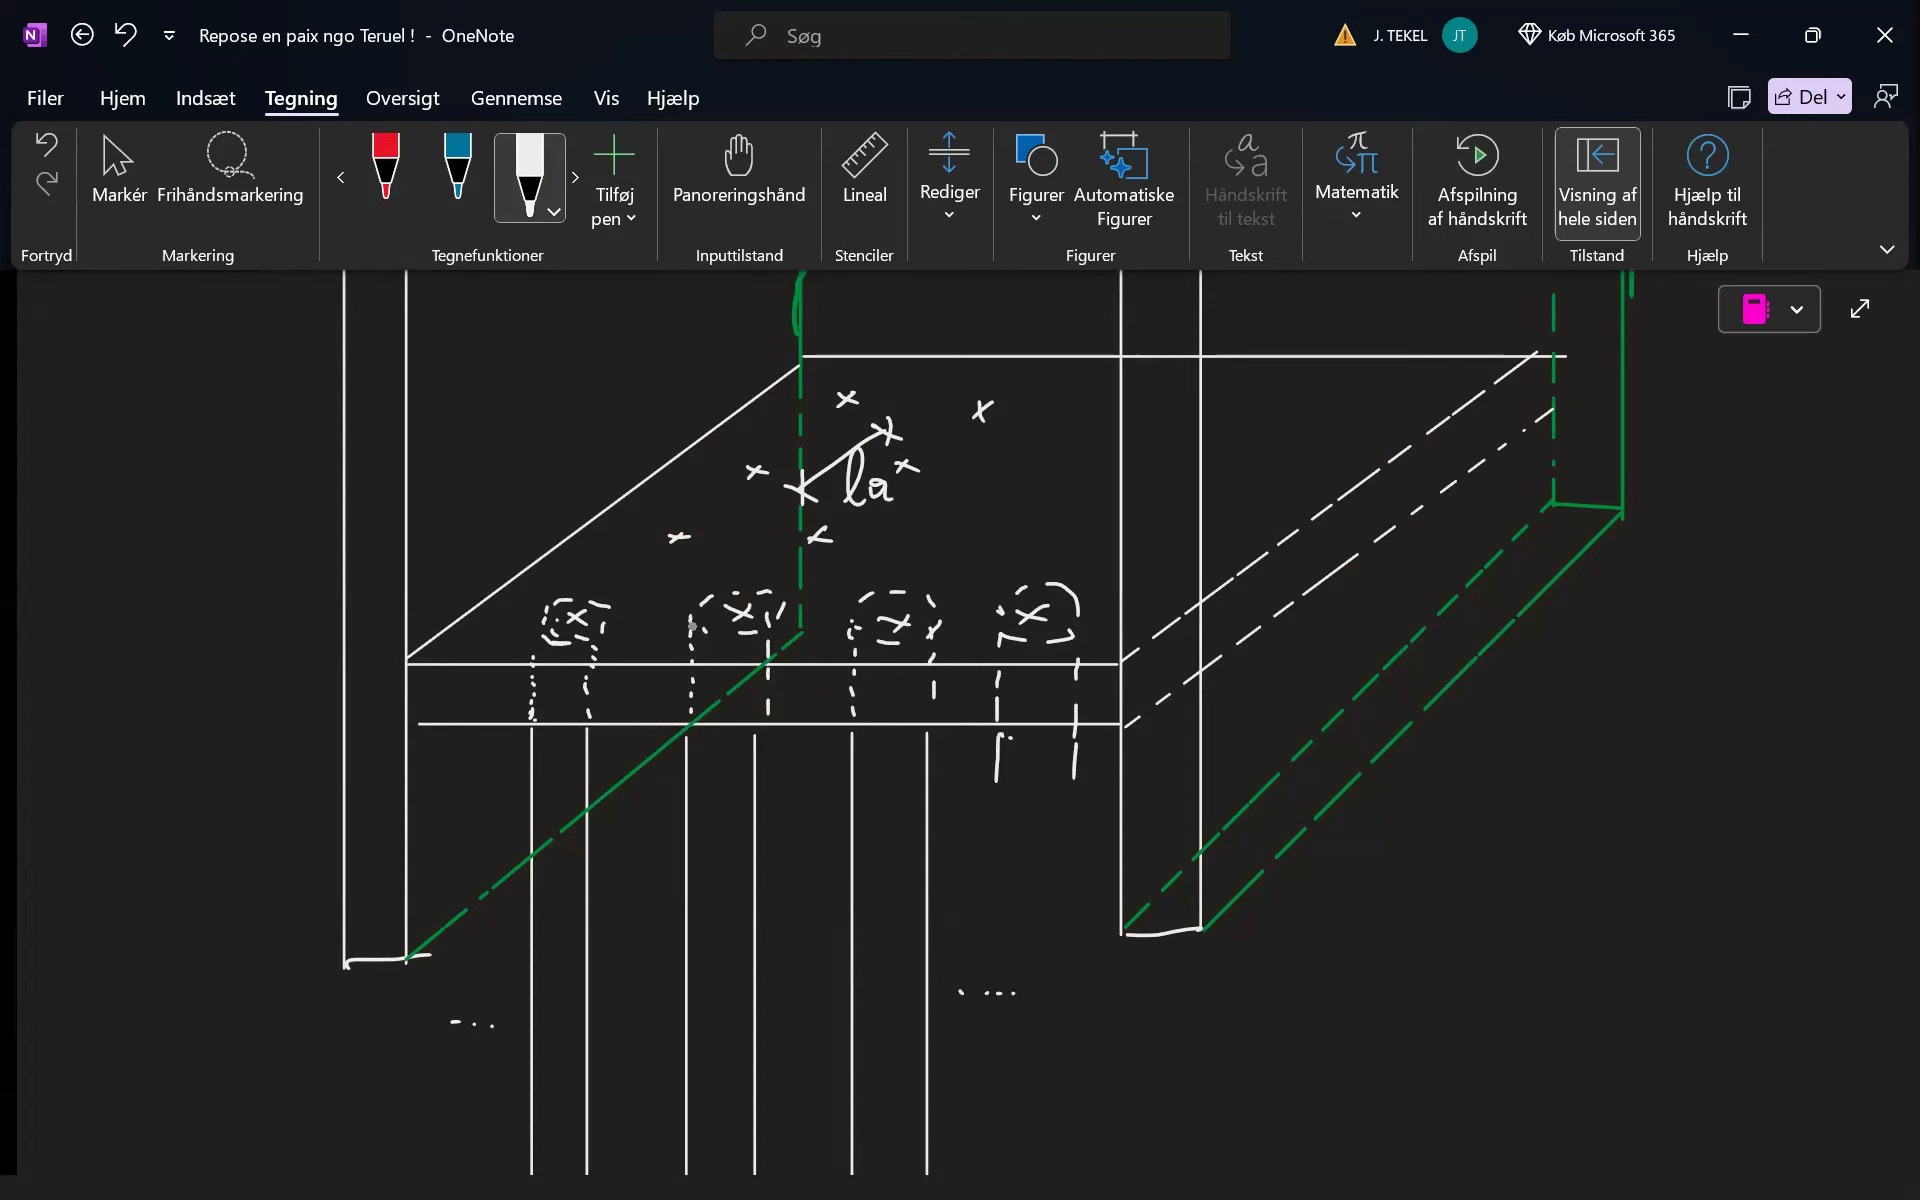 Repose en paix ngo Teruel ! - OneNote
Søg
J. TEKEL
JT
Køb Microsoft 365
Filer
Hjem
Indsæt
Tegning
Oversigt
Gennemse
Vis
Hjælp
Del
Markér
Frihåndsmarkering
Tilføj
pen
Panoreringshånd
Lineal
Rediger
Figurer
Automatiske
Figurer
Håndskrift
til tekst
Matematik
Afspilning
af håndskrift
Visning af
hele siden
Hjælp til
håndskrift
Fortryd
Markering
Tegnefunktioner
Inputtilstand
Stenciler
Figurer
Tekst
Afspil
Tilstand
Hjælp
la